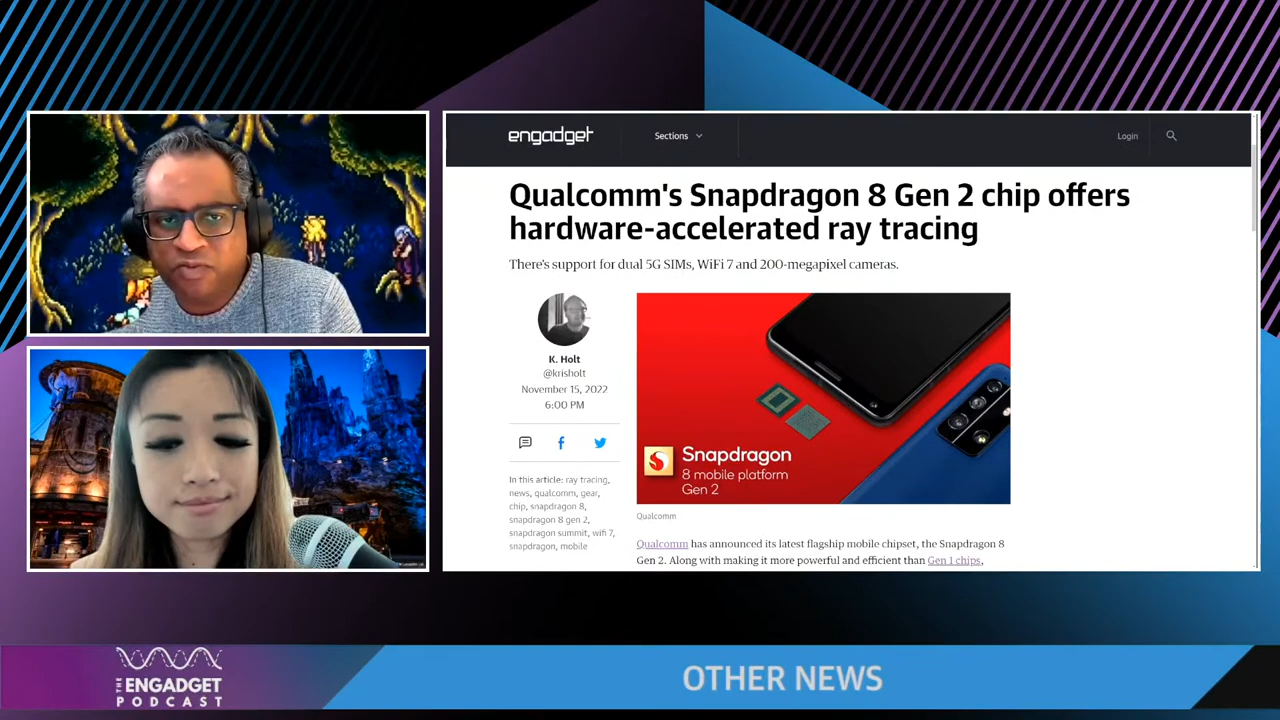 engadget
Sections
Login
Qualcomm's Snapdragon 8 Gen 2 chip offers
hardware-accelerated ray tracing
There's support for dual 5G SIMs, WiFi 7 and 200-megapixel cameras.
K. Holt
@krisholt
November 15, 2022
6:00 PM
In this article: ray tracing,
news, qualcomm, gear,
chip, snapdragon 8,
snapdragon 8 gen 2,
snapdragon summit, wifi 7,
snapdragon, mobile
Snapdragon
8 mobile platform
Gen 2
Qualcomm
Qualcomm has announced its latest flagship mobile chipset, the Snapdragon 8
Gen 2. Along with making it more powerful and efficient than Gen 1 chips,
THE ENGADGET
PODCAST
OTHER NEWS